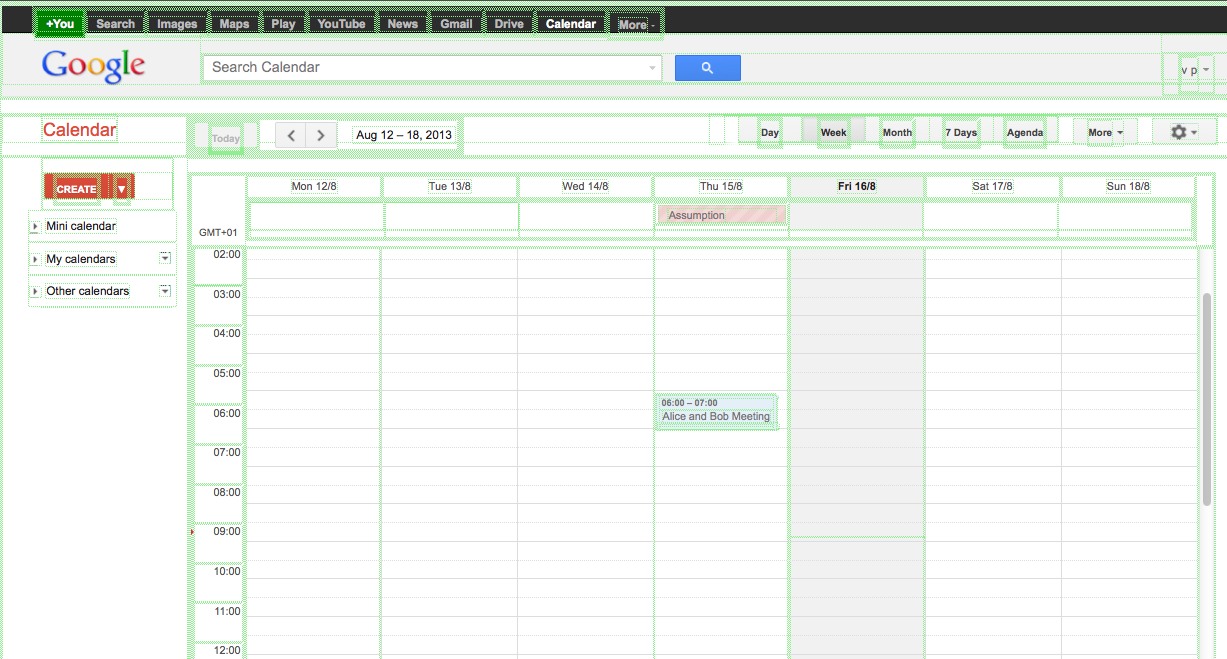 +You Search Images Maps Play YouTube News Gmail Drive Calendar More
Google
Search Calendar
v p
Calendar
Today
Aug 12 – 18, 2013
Day Week Month 7 Days Agenda More
CREATE
Mini calendar
My calendars
Other calendars
Mon 12/8 Tue 13/8 Wed 14/8 Thu 15/8 Fri 16/8 Sat 17/8 Sun 18/8
Assumption
GMT+01
02:00
03:00
04:00
05:00
06:00
06:00 – 07:00
Alice and Bob Meeting
07:00
08:00
09:00
10:00
11:00
12:00